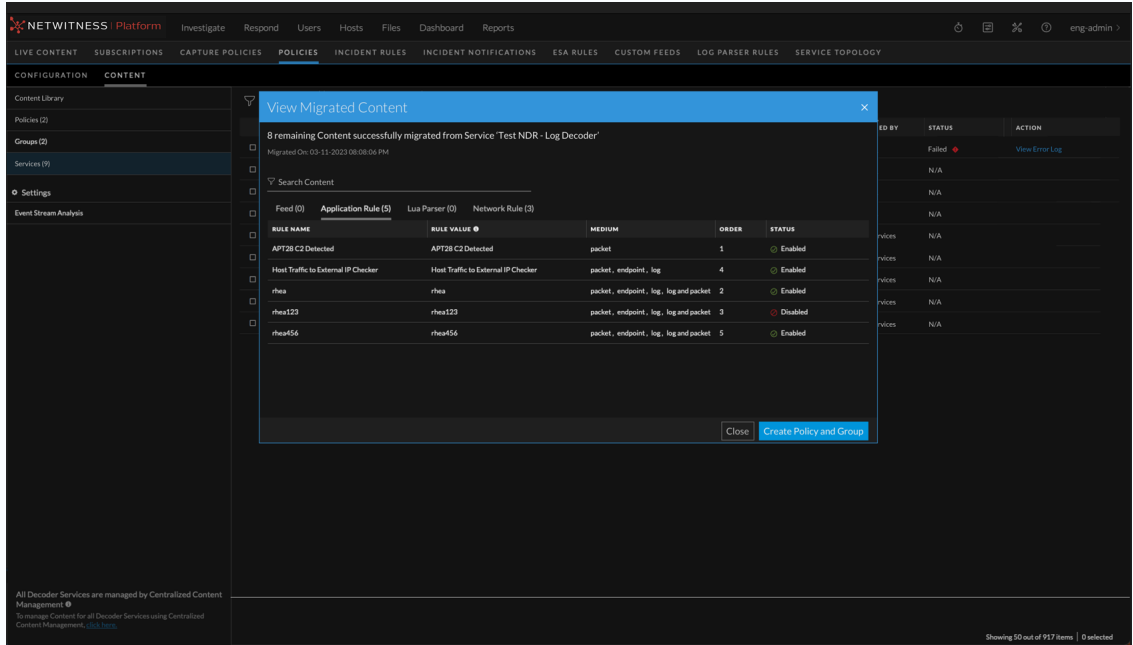 NETWITNESS Platform Investigate Respond Users Hosts Files Dashboard Reports eng-admin >
LIVE CONTENT SUBSCRIPTIONS CAPTURE POLICIES POLICIES INCIDENT RULES INCIDENT NOTIFICATIONS ESA RULES CUSTOM FEEDS LOG PARSER RULES SERVICE TOPOLOGY
CONFIGURATION CONTENT
Content Library
Policies (2)
Groups (2)
Services (9)
Settings
Event Stream Analysis
View Migrated Content
8 remaining Content successfully migrated from Service 'Test NDR - Log Decoder'
Migrated On: 03-11-2023 08:08:06 PM
Search Content
Feed (0) Application Rule (5) Lua Parser (0) Network Rule (3)
RULE NAME RULE VALUE MEDIUM ORDER STATUS
APT28 C2 Detected APT28 C2 Detected packet 1 Enabled
Host Traffic to External IP Checker Host Traffic to External IP Checker packet, endpoint, log 4 Enabled
rhea rhea packet, endpoint, log, log and packet 2 Enabled
rhea123 rhea123 packet, endpoint, log, log and packet 3 Disabled
rhea456 rhea456 packet, endpoint, log, log and packet 5 Enabled
Close Create Policy and Group
ED BY STATUS ACTION
Failed View Error Log
N/A
N/A
N/A
rvices N/A
rvices N/A
rvices N/A
rvices N/A
rvices N/A
All Decoder Services are managed by Centralized Content
Management
To manage Content for all Decoder Services using Centralized
Content Management, click here.
Showing 50 out of 917 items | 0 selected